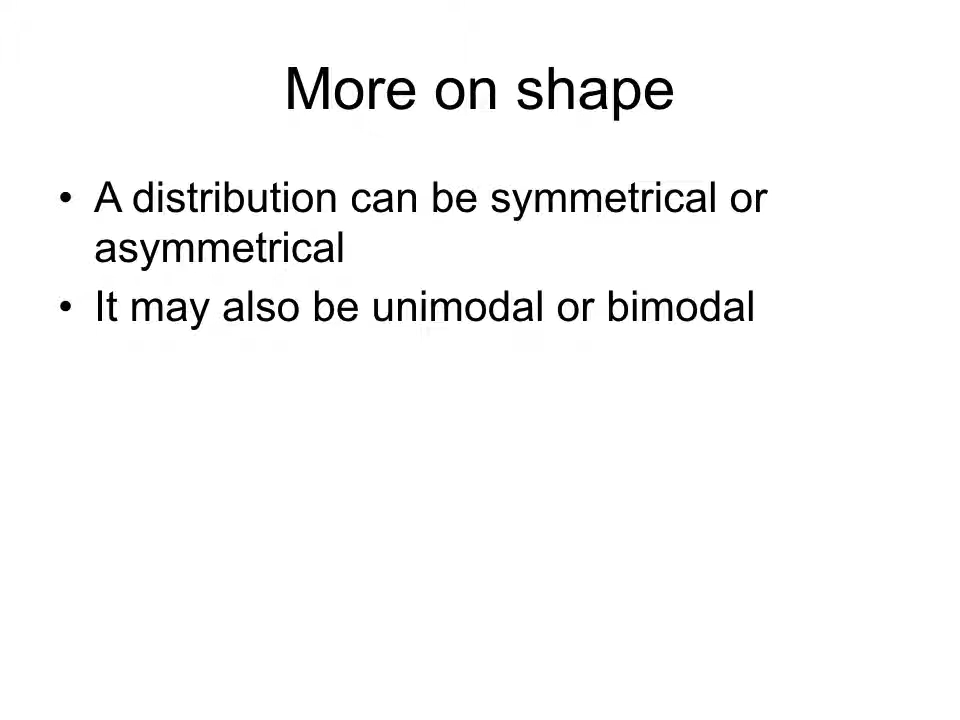 More on shape
• A distribution can be symmetrical or
asymmetrical
• It may also be unimodal or bimodal